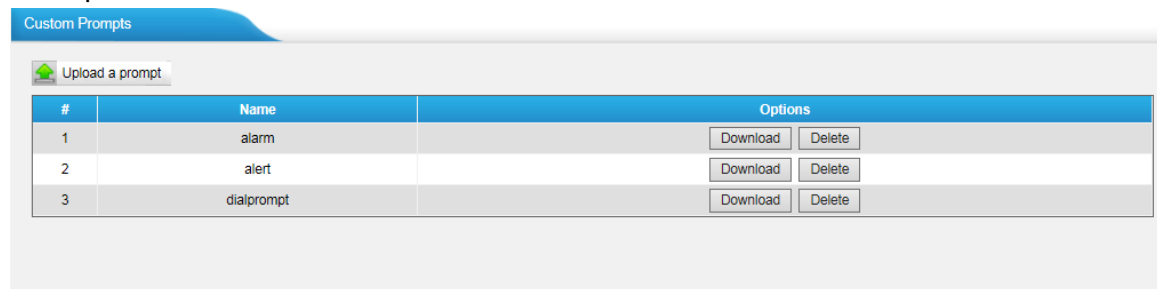 Custom Prompts
Upload a prompt
# Name Options
1 alarm Download Delete
2 alert Download Delete
3 dialprompt Download Delete